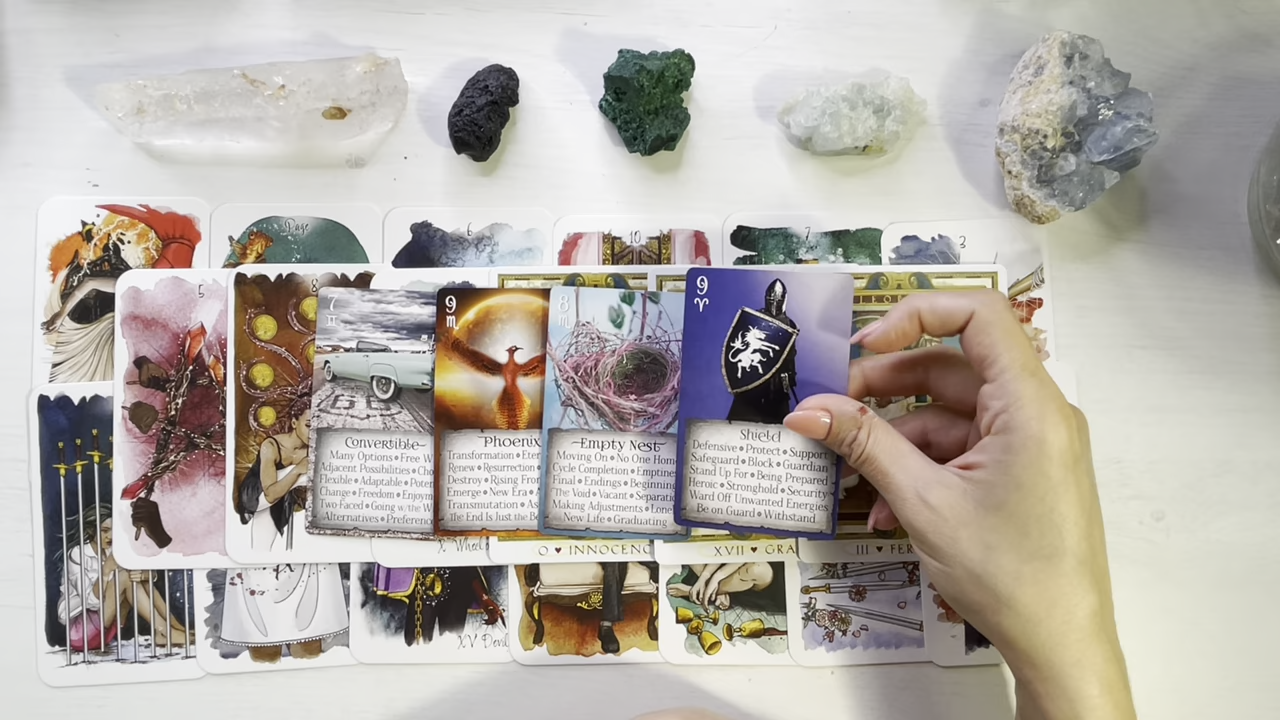 Page
6
10
7
3
5
8
7
♊
Convertible
Many Options • Free W
Adjacent Possibilities • Cho
Flexible • Adaptable • Poten
Change • Freedom • Enjoym
Two Faced • Going w/the W
Alternatives • Preferenc
9
♏
Phoenix
Transformation • Eter
Renew • Resurrection
Destroy • Rising Fro
Emerge • New Era • A
Transmutation • As
The End Is Just the B
8
♏
Empty Nest
Moving On • No One Hom
Cycle Completion • Emptine
Final • Endings • Beginning
The Void • Vacant • Separati
Making Adjustments • Lone
New Life • Graduating
9
♈
Shield
Defensive • Protect • Support
Safeguard • Block • Guardian
Stand Up For • Being Prepared
Heroic • Stronghold • Security
Ward Off Unwanted Energies
Be on Guard • Withstand
X Wheel o
O ♥ INNOCENC
XVII ♥ GRA
III ♥ FER
XV Devil